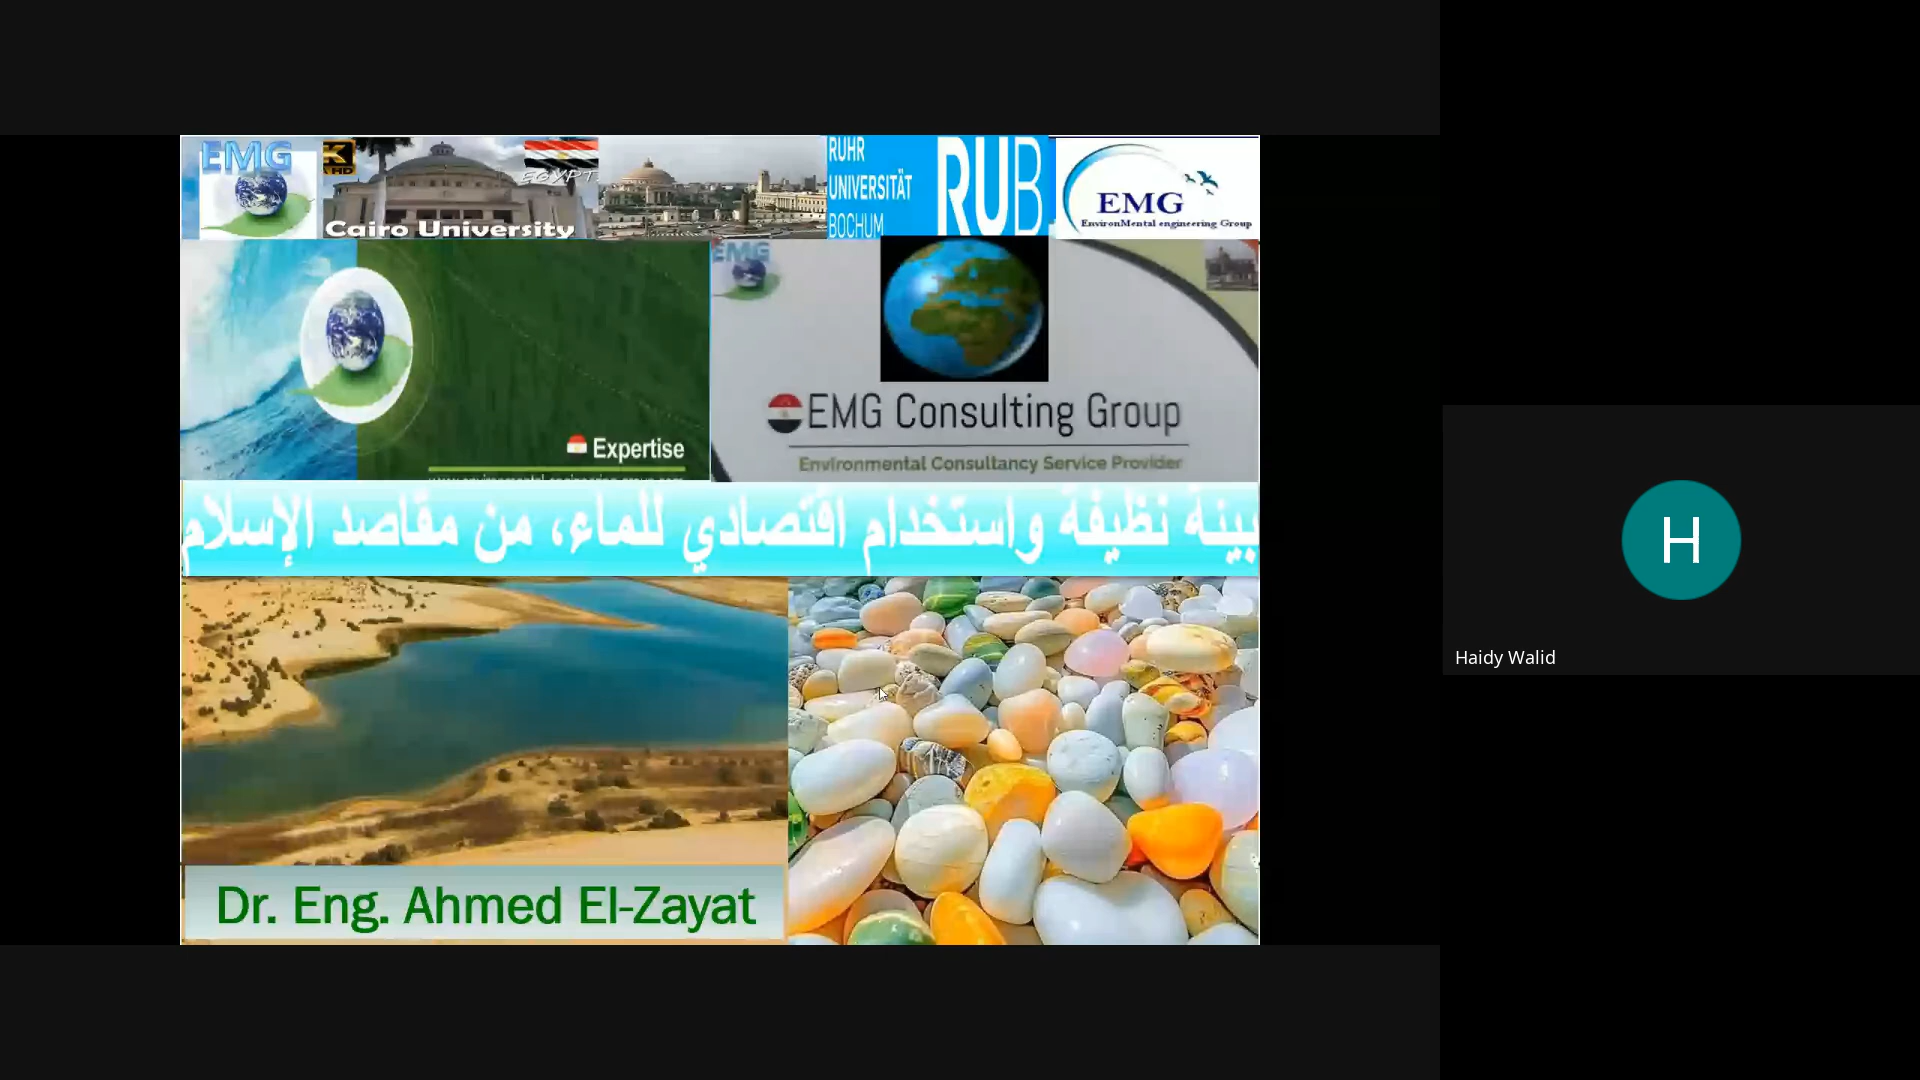 EMG
K
HD
EGYPT
Cairo University
RUHR
UNIVERSITÄT
BOCHUM
RUB
EMG
EnvironMental engineering Group
EMG
Expertise
EMG Consulting Group
Environmental Consultancy Service Provider
بيئة نظيفة واستخدام اقتصادي للماء، من مقاصد الإسلام
Dr. Eng. Ahmed El-Zayat
H
Haidy Walid